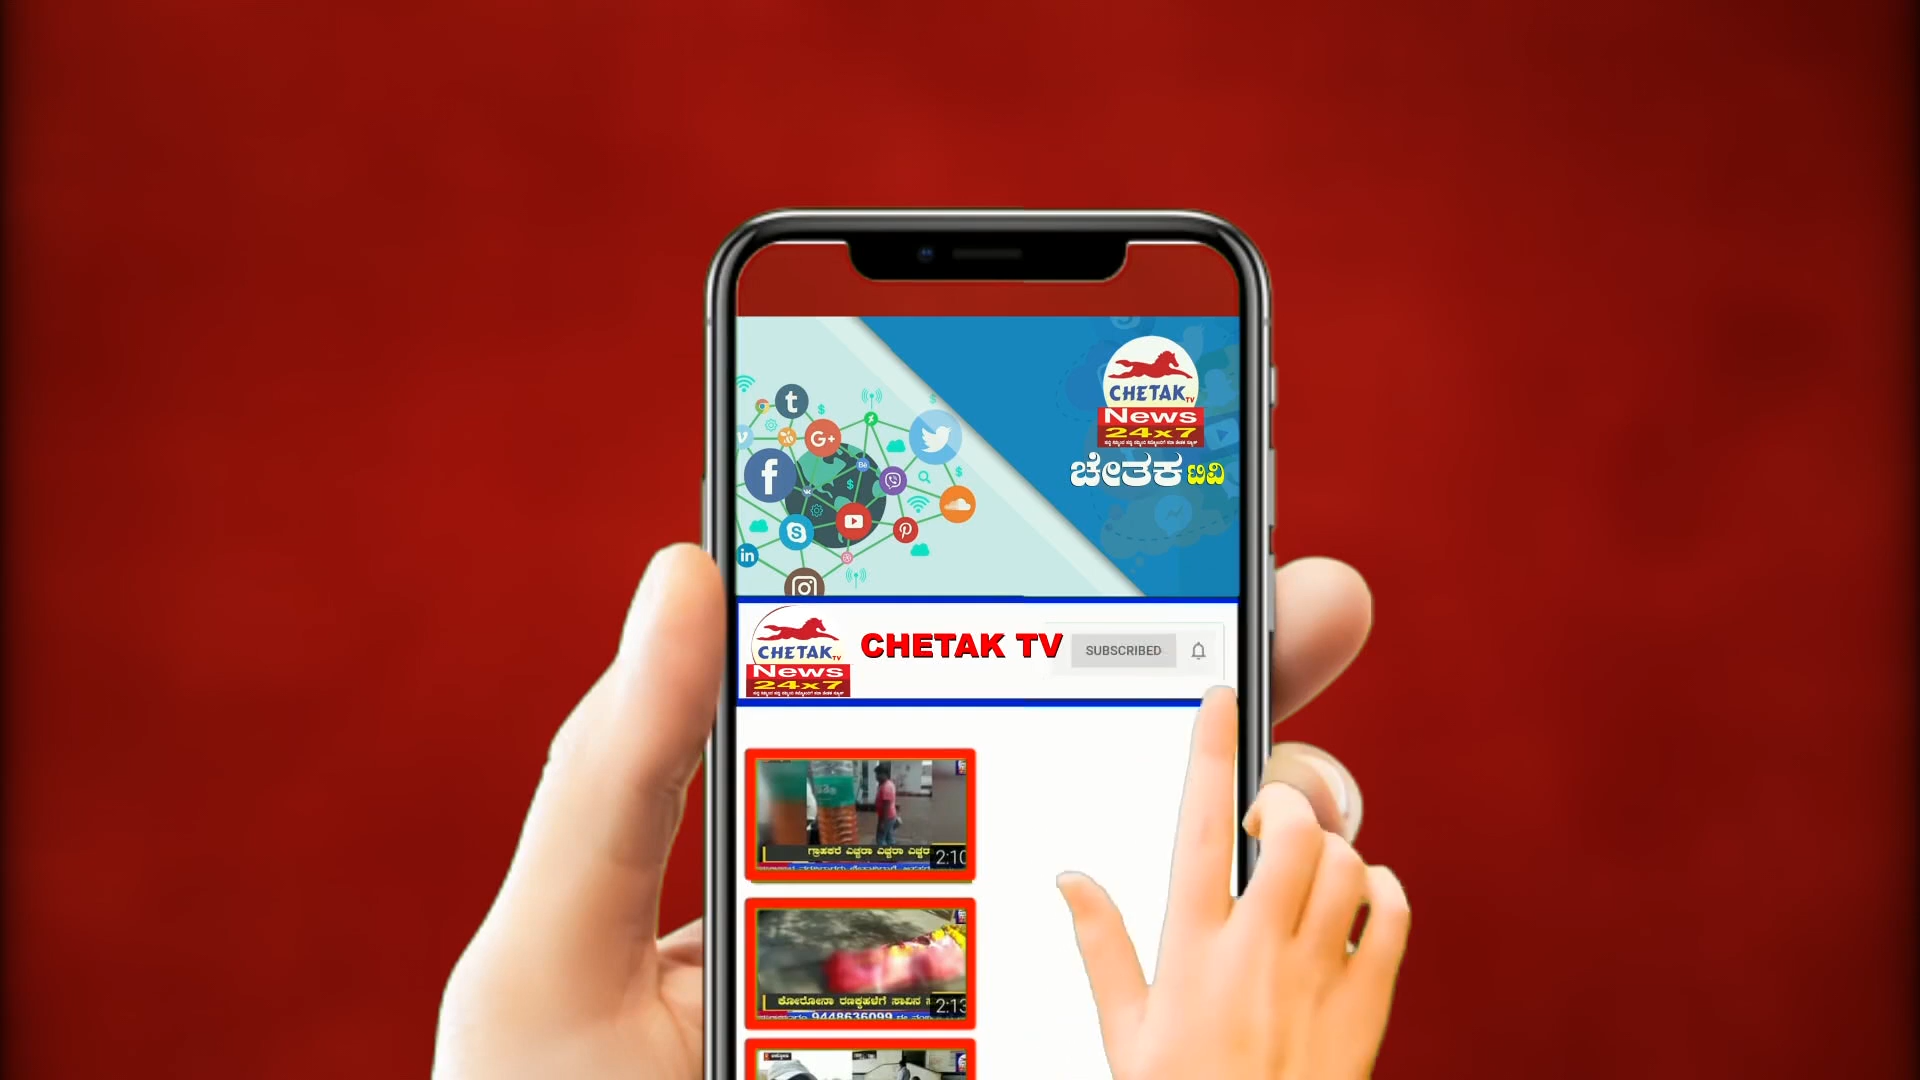 CHETAK TV
News
24x7
ಚೇತಕ ಟಿವಿ
CHETAK TV
News
24x7
CHETAK TV
SUBSCRIBED
ಗ್ರಾಹಕರೆ ಎಚ್ಚರಾ ಎಚ್ಚರಾ ಎಚ್ಚರ
2:10
ಕೋರೋನಾ ರಣಕ್ಕಹಳೆಗೆ ಸಾವಿನ
2:13
9448636099